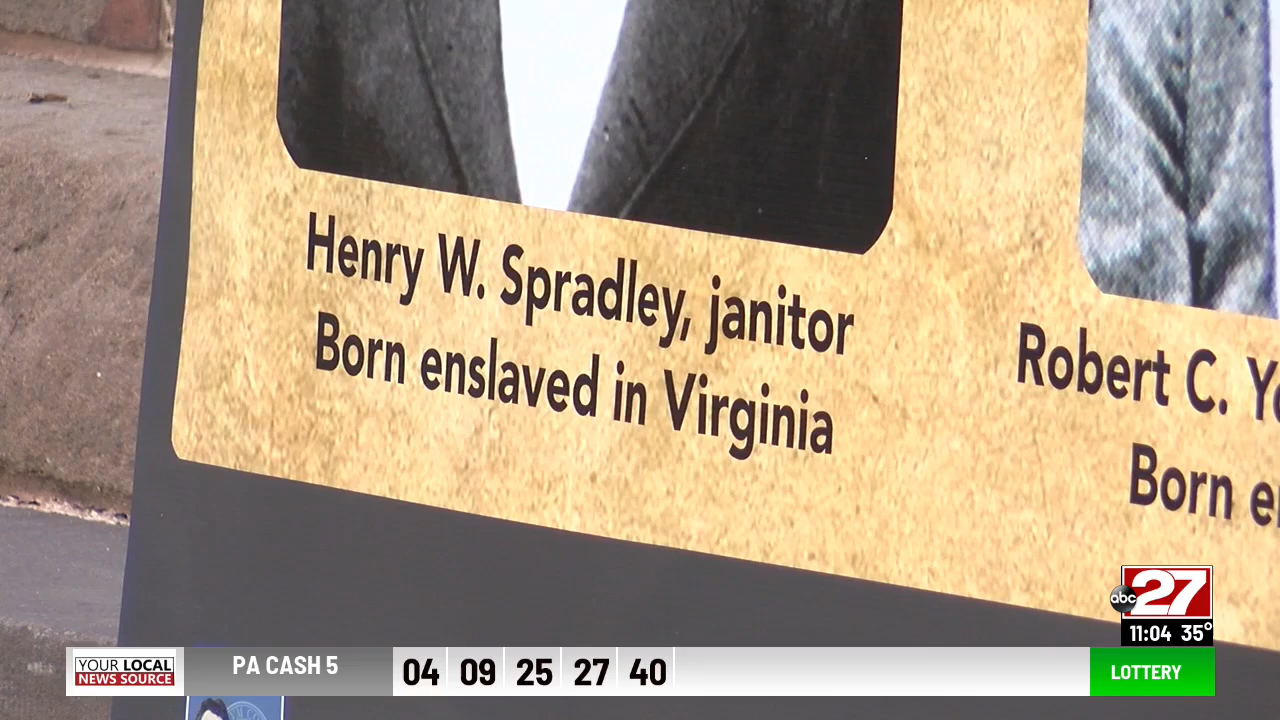 Henry W. Spradley, janitor
Born enslaved in Virginia
Robert C.
Born
abc
27
11:04 35°
YOUR LOCAL
NEWS SOURCE
PA CASH 5
04 09 25 27 40
LOTTERY